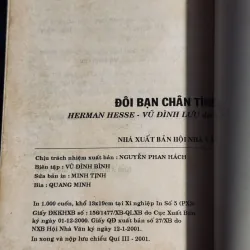 ĐÔI BẠN CHÂN TÌNH
HERMAN HESSE - VŨ ĐÌNH LƯU
NHÀ XUẤT BẢN HỘI NHÀ
Chịu trách nhiệm xuất bản: NGUYỄN PHAN HÁCH
Biên tập: VŨ ĐÌNH BÌNH
Sửa bản in: MINH TỊNH
Bìa: QUANG MINH
In 1.000 cuốn, khổ 13x19cm tại Xí nghiệp In Số 5
Giấy ĐKKHXB số: 156/1477/XB-QLXB do Cục Xuất Bản
ký ngày 01-12-2000. Giấy QĐ xuất bản số 27/XB do
NXB Hội Nhà Văn ký ngày 12-1-2001.
In xong và nộp lưu chiểu Quí III - 2001.